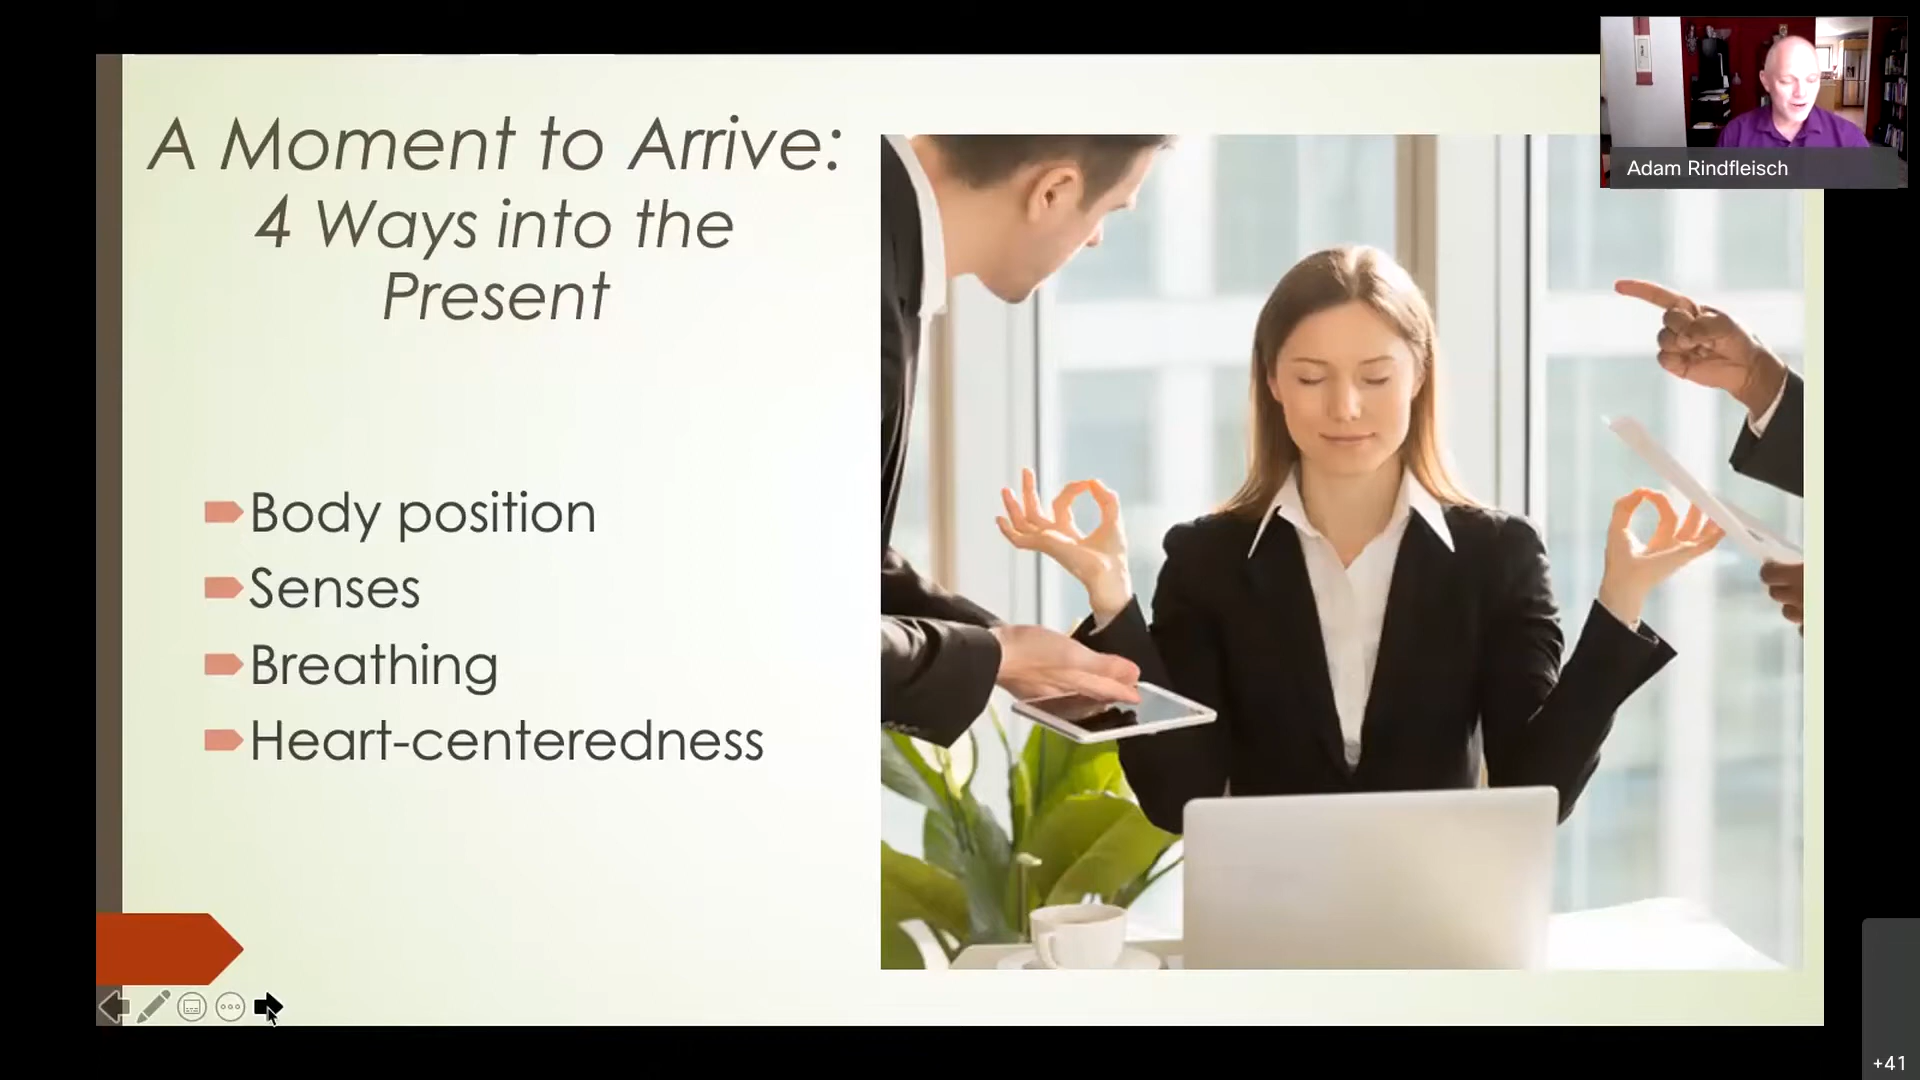 A Moment to Arrive:
4 Ways into the
Present
Body position
Senses
Breathing
Heart-centeredness
Adam Rindfleisch
+41